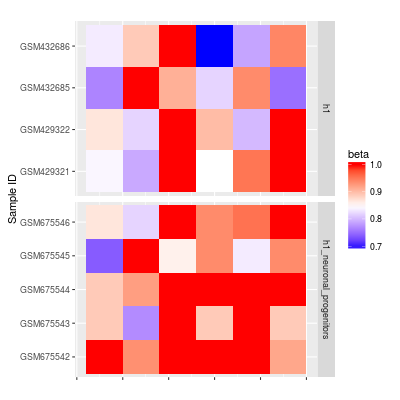 Sample ID
GSM432686
GSM432685
GSM429322
GSM429321
h1
GSM675546
GSM675545
GSM675544
GSM675543
GSM675542
h1_neuronal_progenitors
beta
1.0
0.9
0.8
0.7